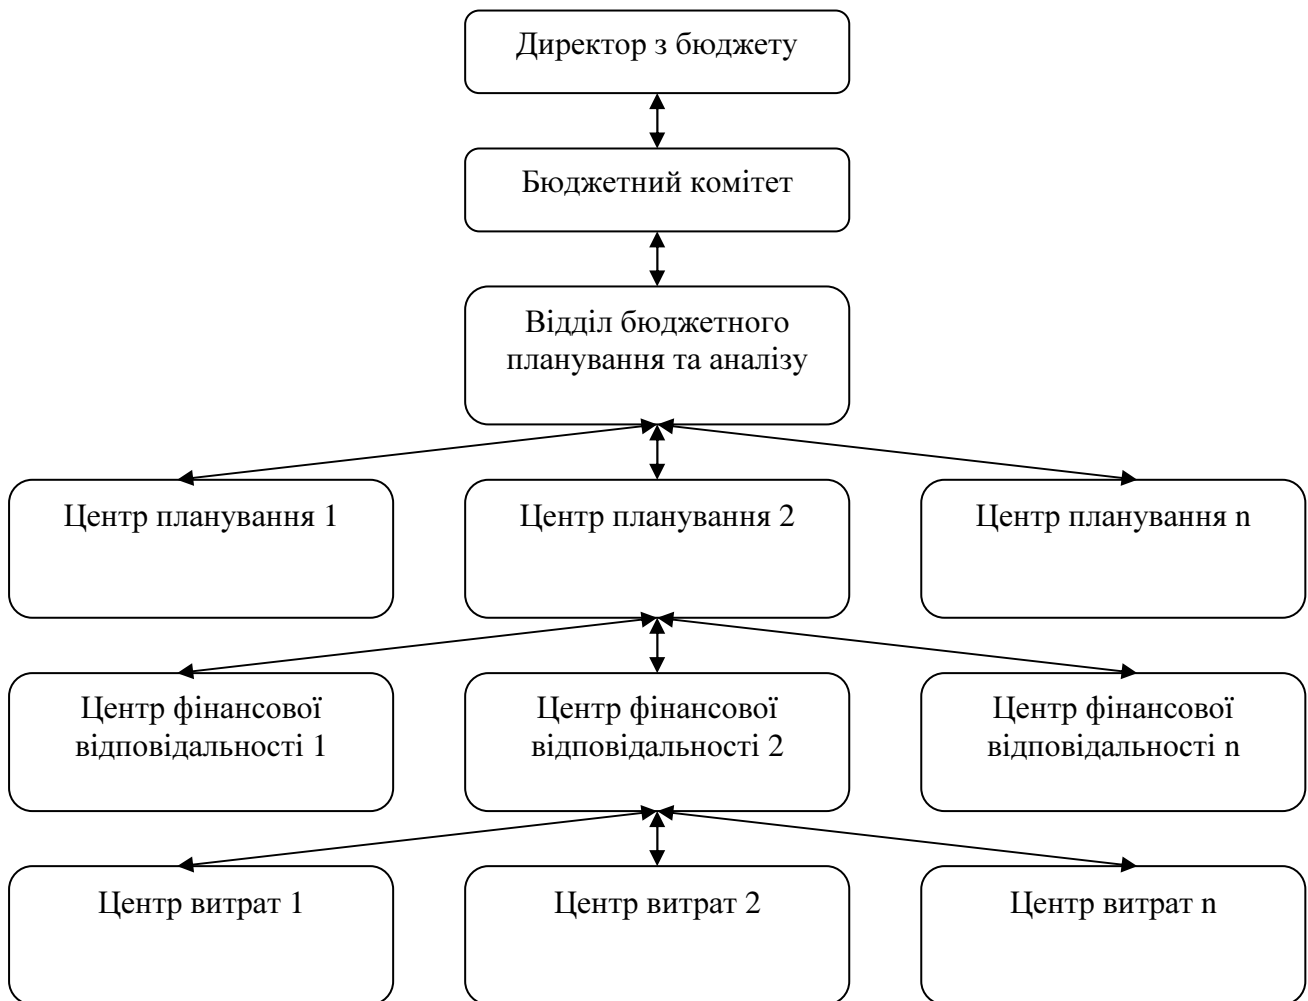 Директор з бюджету
Бюджетний комітет
Відділ бюджетного
планування та аналізу
Центр планування 1
Центр планування 2
Центр планування n
Центр фінансової
відповідальності 1
Центр фінансової
відповідальності 2
Центр фінансової
відповідальності n
Центр витрат 1
Центр витрат 2
Центр витрат n